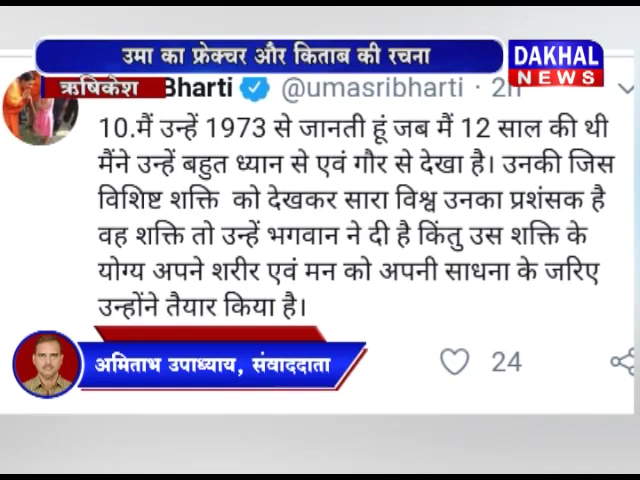 उमा का फ्रेक्चर और किताब की रचना
DAKHAL
NEWS
ऋषिकेश
Bharti @umasribharti · 2h
10.मैं उन्हें 1973 से जानती हूं जब मैं 12 साल की थी
मैंने उन्हें बहुत ध्यान से एवं गौर से देखा है। उनकी जिस
विशिष्ट शक्ति को देखकर सारा विश्व उनका प्रशंसक है
वह शक्ति तो उन्हें भगवान ने दी है किंतु उस शक्ति के
योग्य अपने शरीर एवं मन को अपनी साधना के जरिए
उन्होंने तैयार किया है।
अमिताभ उपाध्याय, संवाददाता
24